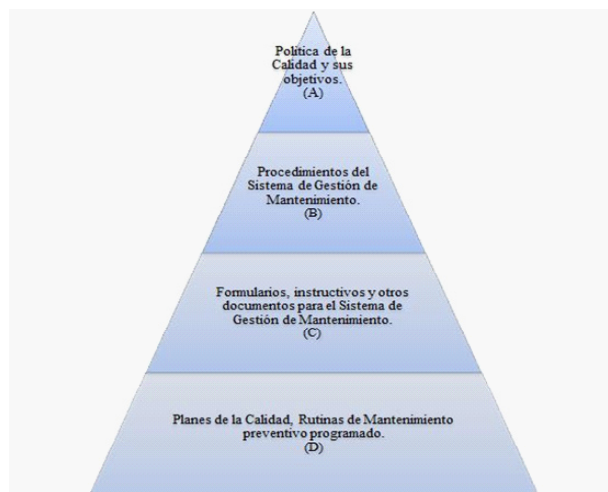 Política de la
Calidad y sus
objetivos.
(A)
Procedimientos del
Sistema de Gestión de
Mantenimiento.
(B)
Formularios, instructivos y otros
documentos para el Sistema de
Gestión de Mantenimiento.
(C)
Planes de la Calidad, Rutinas de Mantenimiento
preventivo programado.
(D)